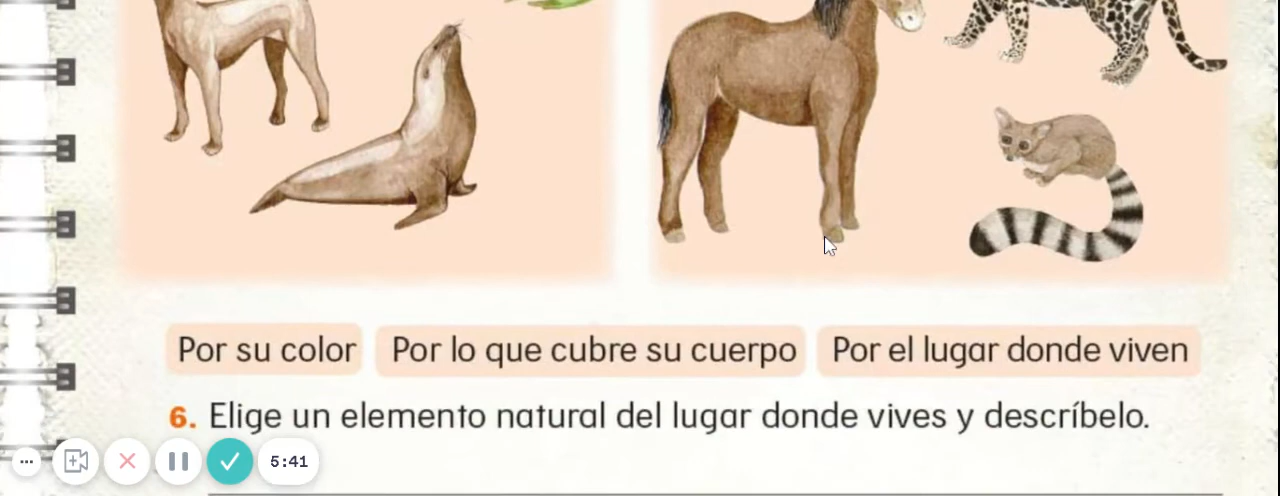 Por su color Por lo que cubre su cuerpo Por el lugar donde viven
6. Elige un elemento natural del lugar donde vives y descríbelo.
5:41